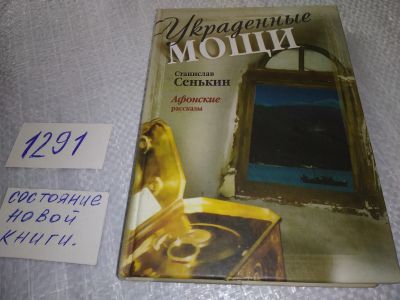 Украденные
МОЩИ
Станислав
Сенькин
Афонские
рассказы
1291
СОСТОЯНИЕ
НОВОЙ
КНИГИ.